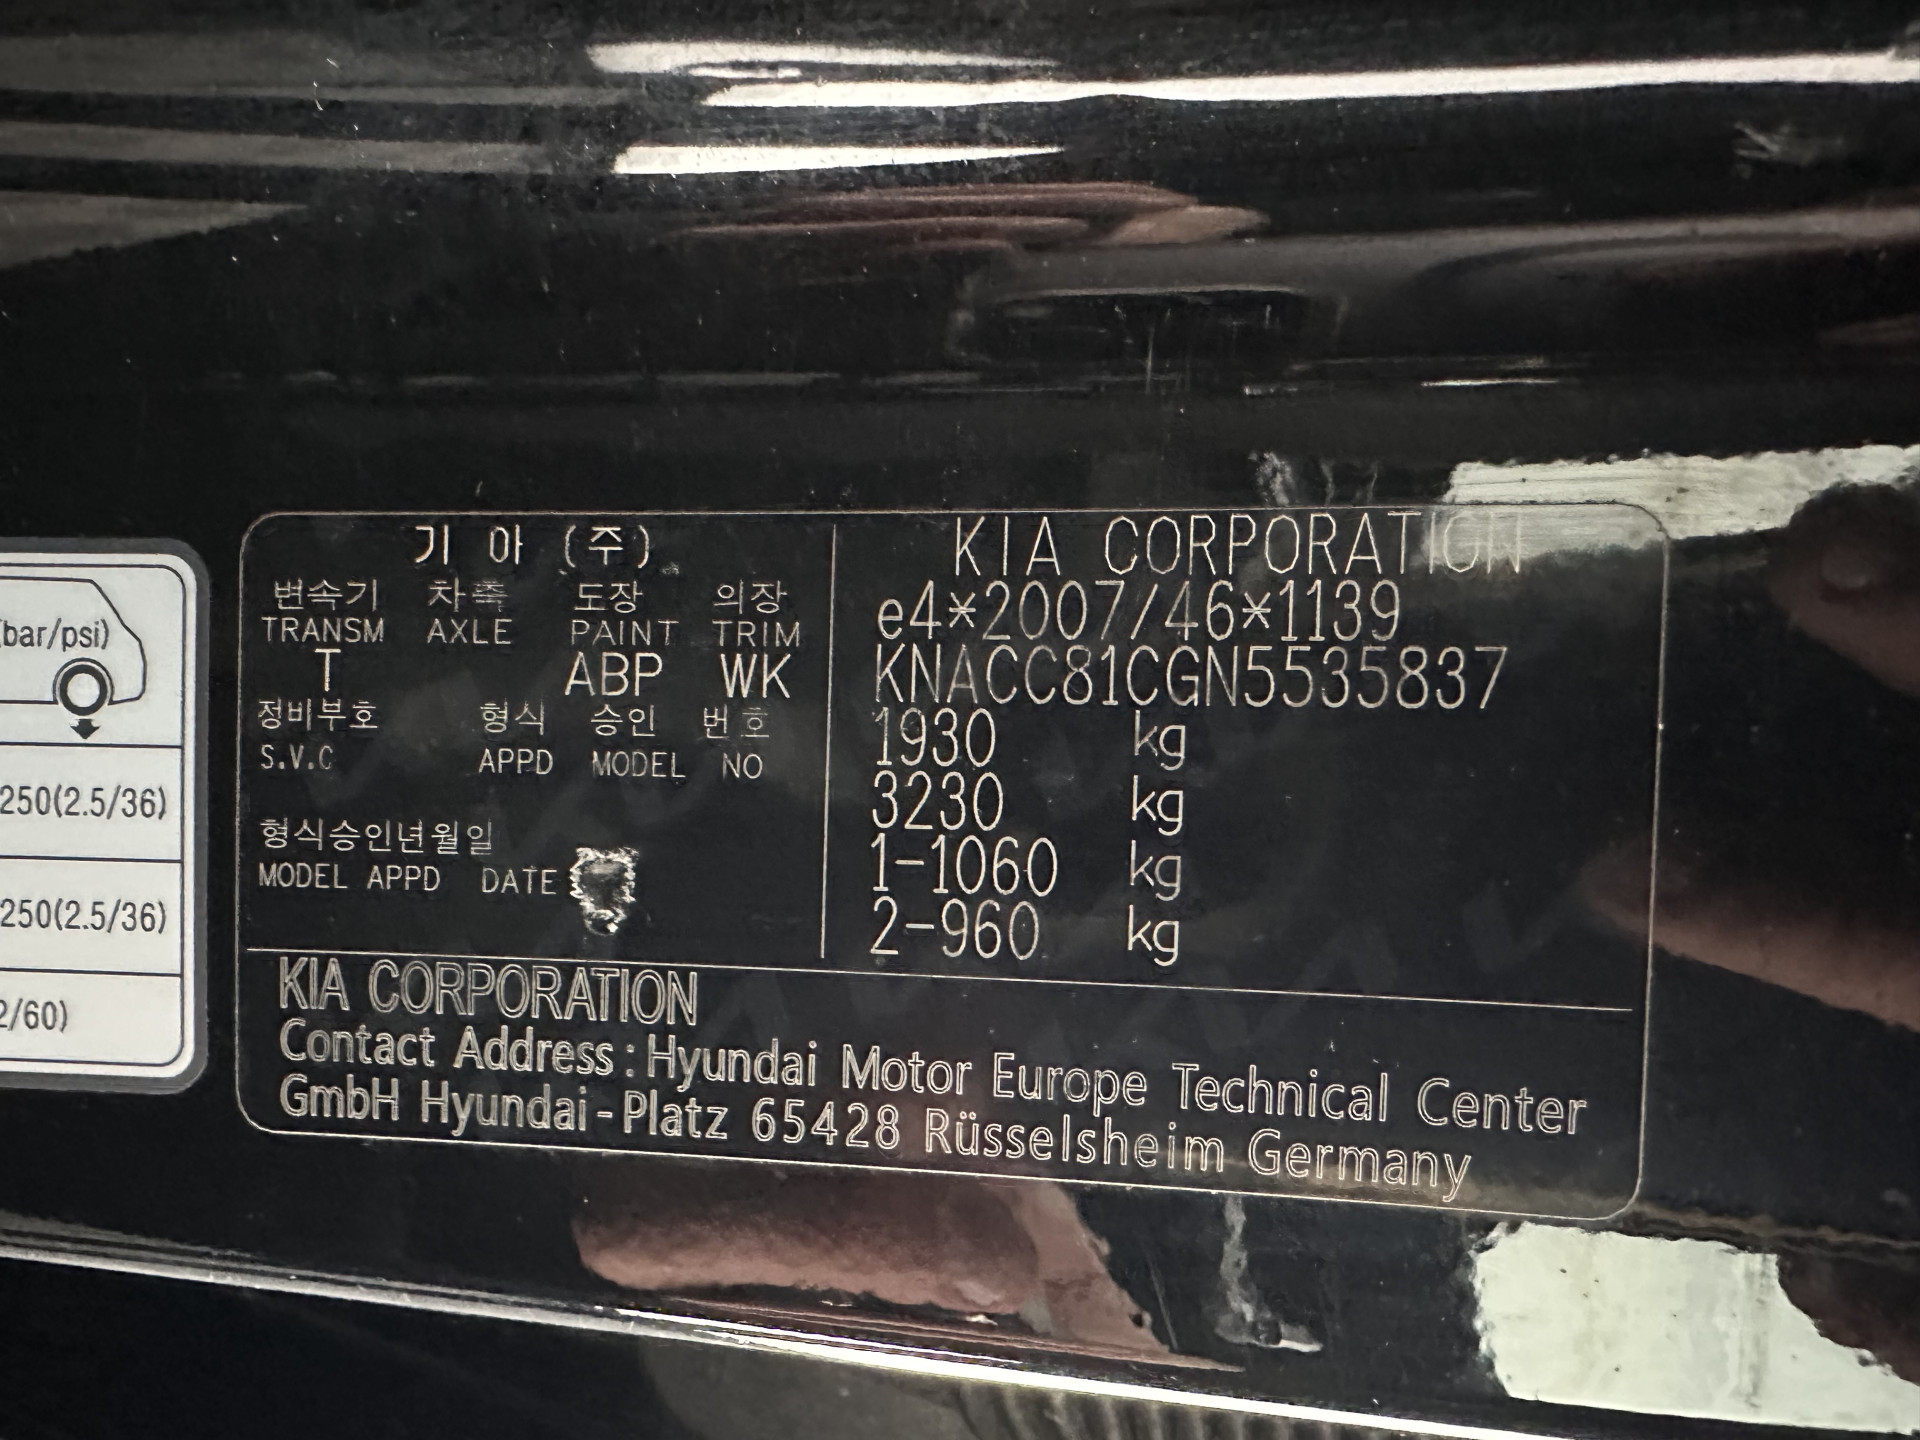 (bar/psi)
250(2.5/36)
250(2.5/36)
2/60)
기 아 (주)
변속기 차축 도장 의장
TRANSM AXLE PAINT TRIM
T ABP WK
정비부호 형식 승인 번호
S.V.C APPD MODEL NO
형식승인년월일
MODEL APPD DATE
KIA CORPORATION
e4*2007/46*1139
KNACC81CGN5535837
1930 kg
3230 kg
1-1060 kg
2-960 kg
KIA CORPORATION
Contact Address : Hyundai Motor Europe Technical Center
GmbH Hyundai-Platz 65428 Rüsselsheim Germany